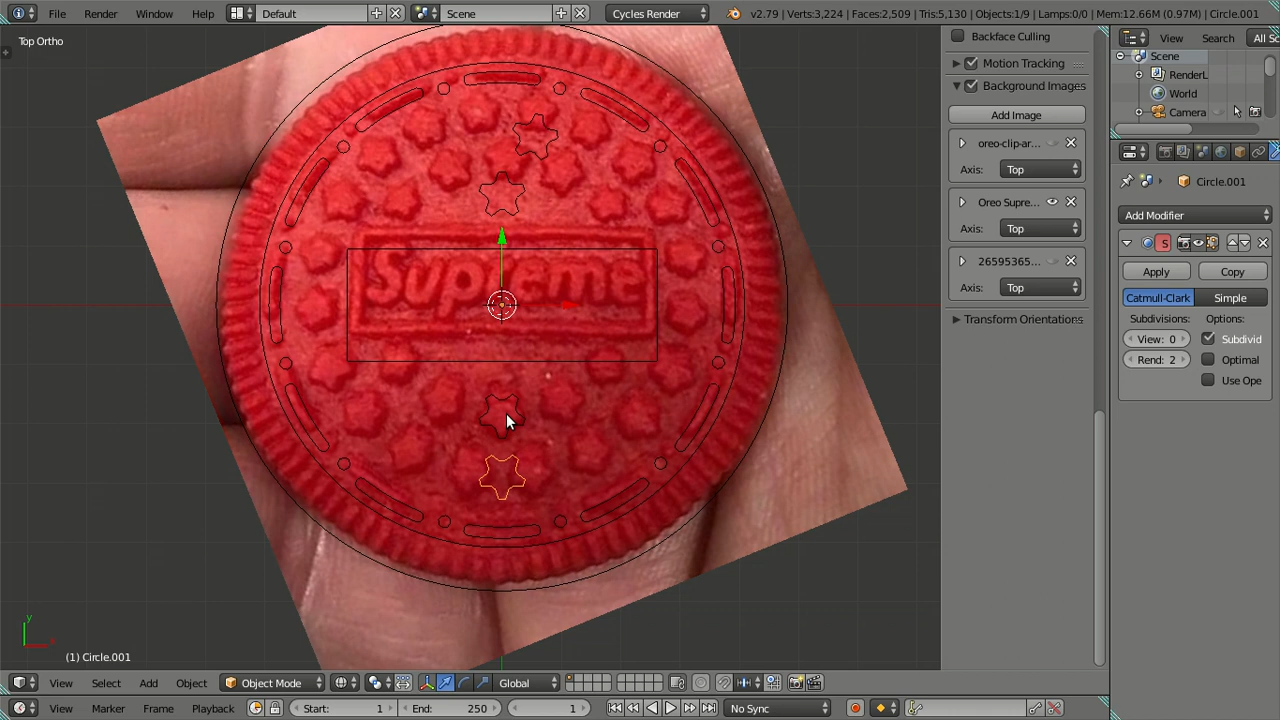 File Render Window Help Default Scene Cycles Render v2.79 | Verts:3,224 | Faces:2,509 | Tris:5,130 | Objects:1/9 | Lamps:0/0 | Mem:12.66M (0.97M) | Circle.001
Top Ortho
Backface Culling
View Search All Sc
Motion Tracking
Scene
Background Images
RenderL
World
Add Image
Camera
oreo-clip-ar...
Axis: Top
Circle.001
Oreo Supre...
Add Modifier
Axis: Top
S
26595365...
Apply Copy
Axis: Top
Catmull-Clark Simple
Supreme
Transform Orientations
Subdivisions: Options:
View: 0 Subdivid
Rend: 2 Optimal
Use Ope
y
x
(1) Circle.001
View Select Add Object Object Mode Global
View Marker Frame Playback Start: 1 End: 250 1 No Sync